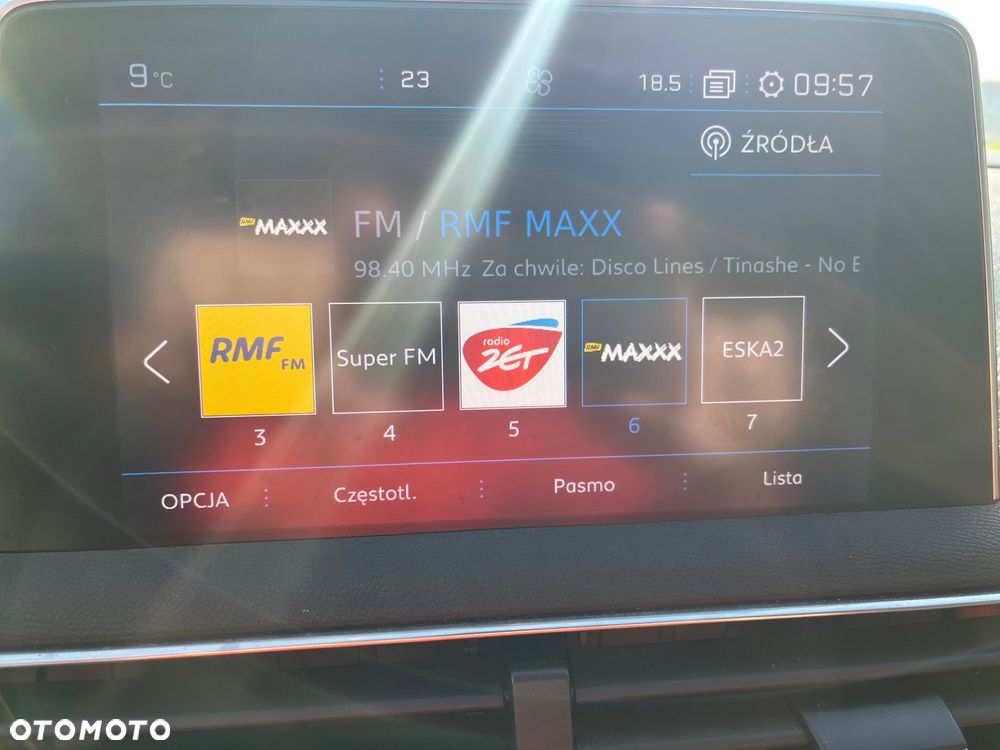 9 °C 23 18.5 09:57
ŹRÓDŁA
RMF MAXXX FM / RMF MAXX
98.40 MHz Za chwile: Disco Lines / Tinashe - No
RMF FM Super FM radio ZET RMF MAXXX ESKA2
3 4 5 6 7
OPCJA Częstotl. Pasmo Lista
OTOMOTO